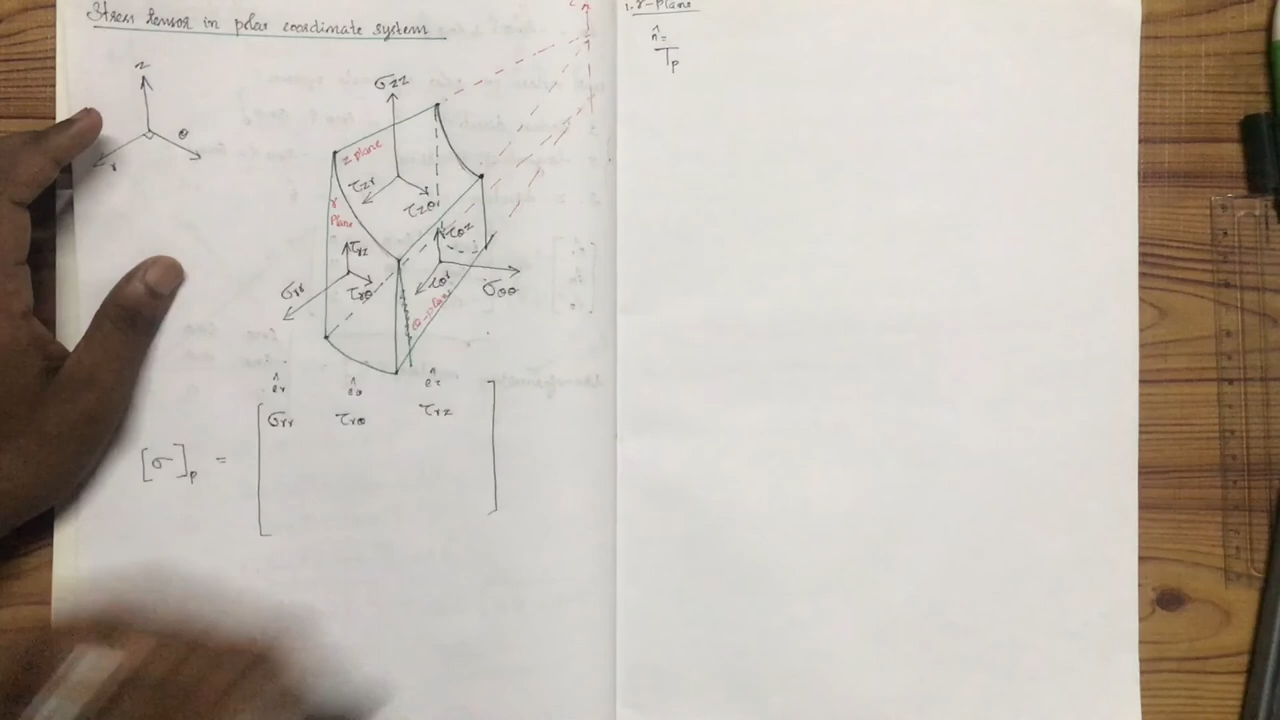 Stress tensor in polar coordinate system
z
θ
r
σzz
z plane
τzr
τzθ
r
plane
τrz
τθz
τrθ
τθr
σrr
σθθ
θ-plane
êr êθ êz
σrr τrθ τrz
[σ]p =
1. r-plane
n̂=
Tp